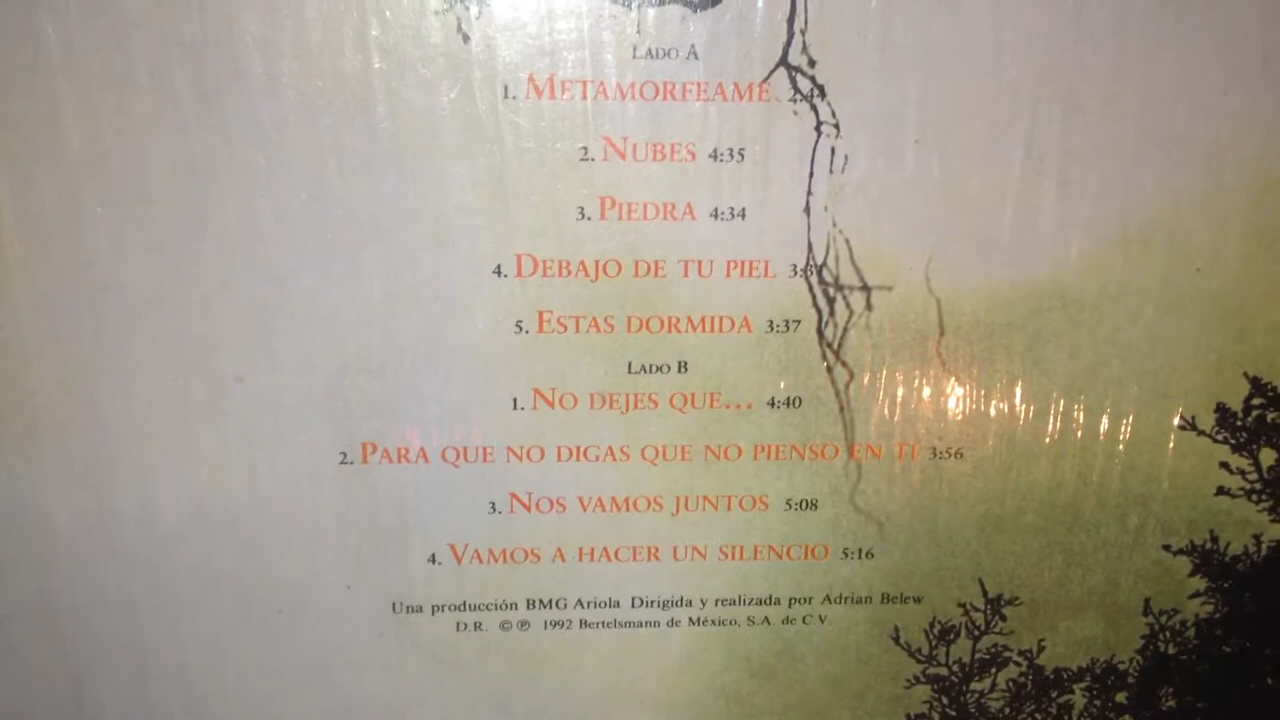 LADO A
1. METAMORFEAME 2:44
2. NUBES 4:35
3. PIEDRA 4:34
4. DEBAJO DE TU PIEL
5. ESTAS DORMIDA 3:37
LADO B
1. NO DEJES QUE... 4:40
2. PARA QUE NO DIGAS QUE NO PIENSO EN TI 3:56
3. NOS VAMOS JUNTOS 5:08
4. VAMOS A HACER UN SILENCIO 5:16
Una producción BMG Ariola Dirigida y realizada por Adrian Belew
D.R. © ℗ 1992 Bertelsmann de México, S.A. de C.V.